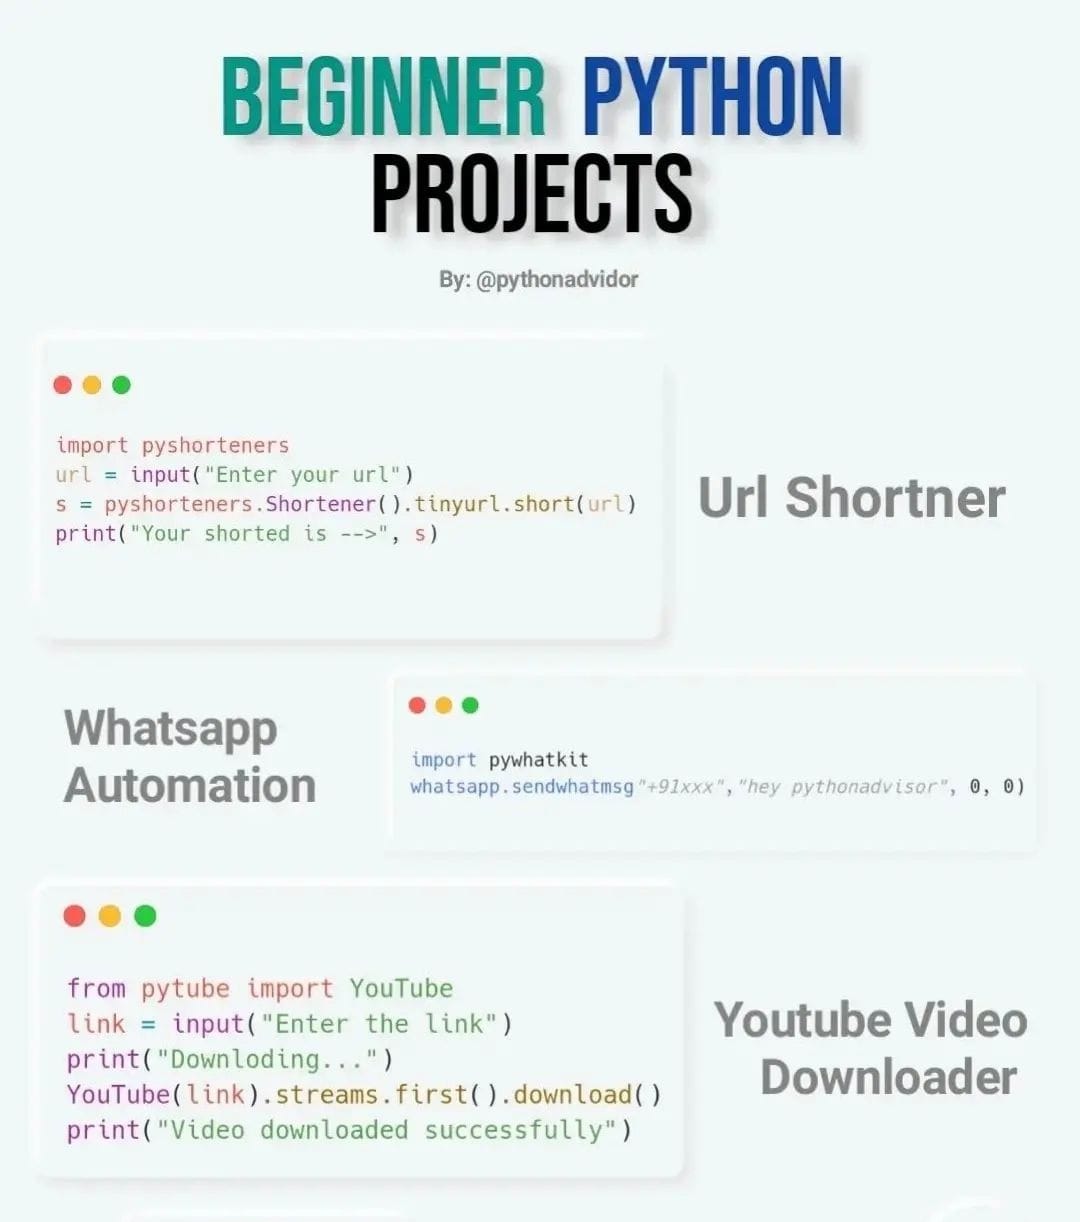 BEGINNER PYTHON
PROJECTS
By: @pythonadvidor
import pyshorteners
url = input("Enter your url")
s = pyshorteners.Shortener().tinyurl.short(url)
print("Your shorted is -->", s)
Url Shortner
Whatsapp
Automation
import pywhatkit
whatsapp.sendwhatmsg"+91xxx","hey pythonadvisor", 0, 0)
from pytube import YouTube
link = input("Enter the link")
print("Downloding...")
YouTube(link).streams.first().download()
print("Video downloaded successfully")
Youtube Video
Downloader